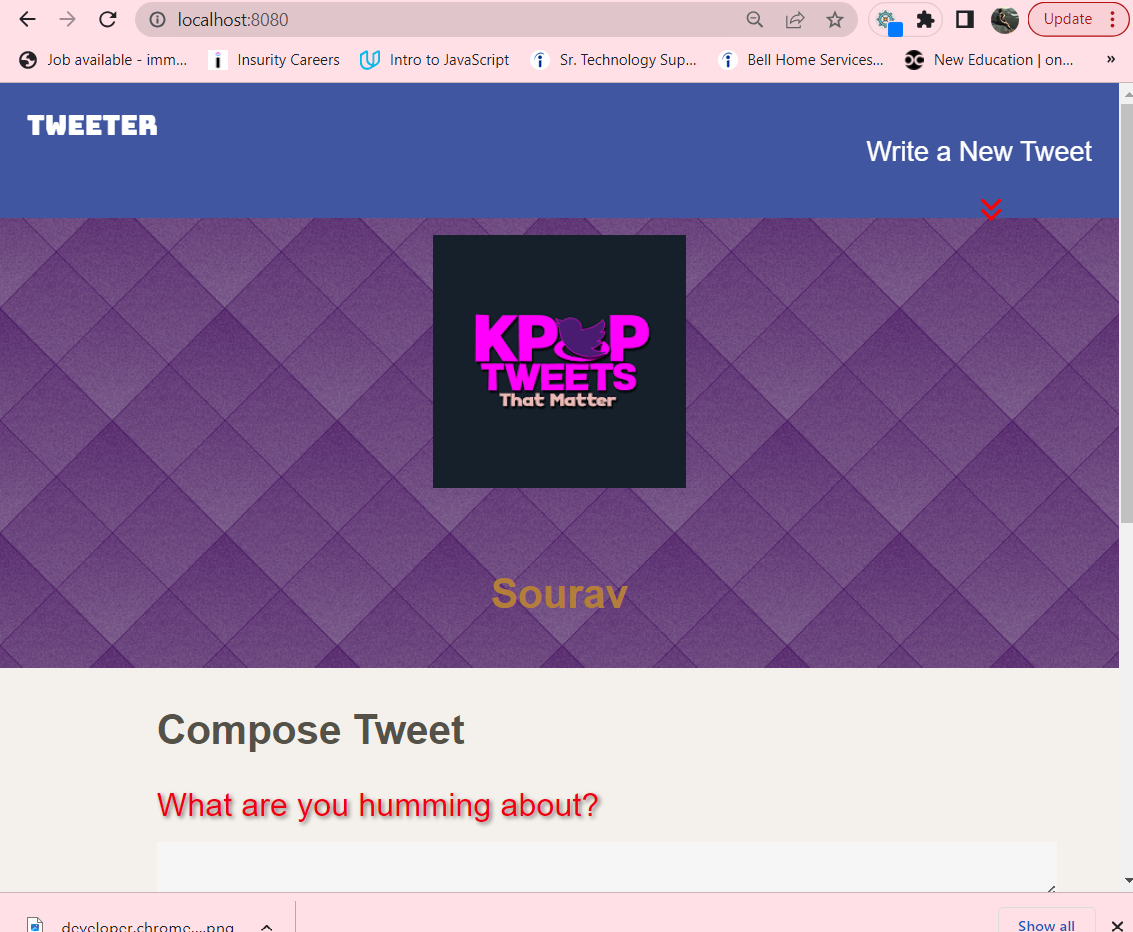 localhost:8080
Update
Job available - imm...
Insurity Careers
Intro to JavaScript
Sr. Technology Sup...
Bell Home Services...
New Education | on...
»
TWEETER
Write a New Tweet
KPOP
TWEETS
That Matter
Sourav
Compose Tweet
What are you humming about?
developer.chrome....png
Show all